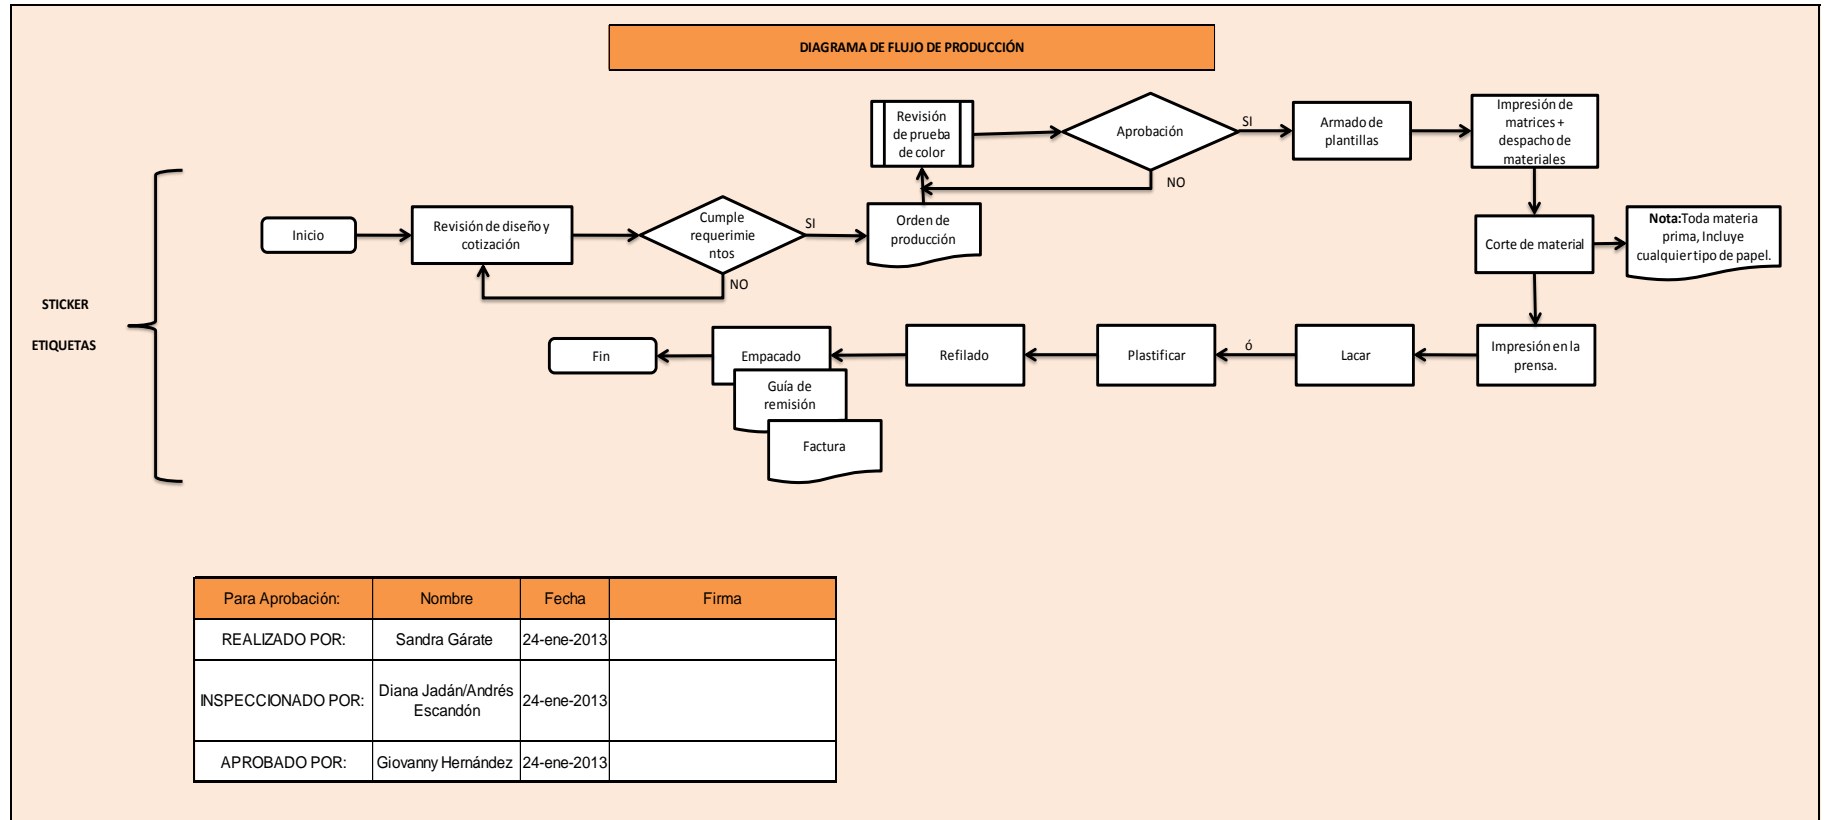 DIAGRAMA DE FLUJO DE PRODUCCIÓN
STICKER
ETIQUETAS
Inicio
Revisión de diseño y
cotización
Cumple
requerimie
ntos
SI
NO
Orden de
producción
Revisión
de prueba
de color
Aprobación
SI
NO
Armado de
plantillas
Impresión de
matrices +
despacho de
materiales
Corte de material
Nota:Toda materia
prima, Incluye
cualquier tipo de papel.
Impresión en la
prensa.
Lacar
ó
Plastificar
Refilado
Empacado
Guía de
remisión
Factura
Fin
Para Aprobación: Nombre Fecha Firma
REALIZADO POR: Sandra Gárate 24-ene-2013
INSPECCIONADO POR: Diana Jadán/Andrés
Escandón 24-ene-2013
APROBADO POR: Giovanny Hernández 24-ene-2013